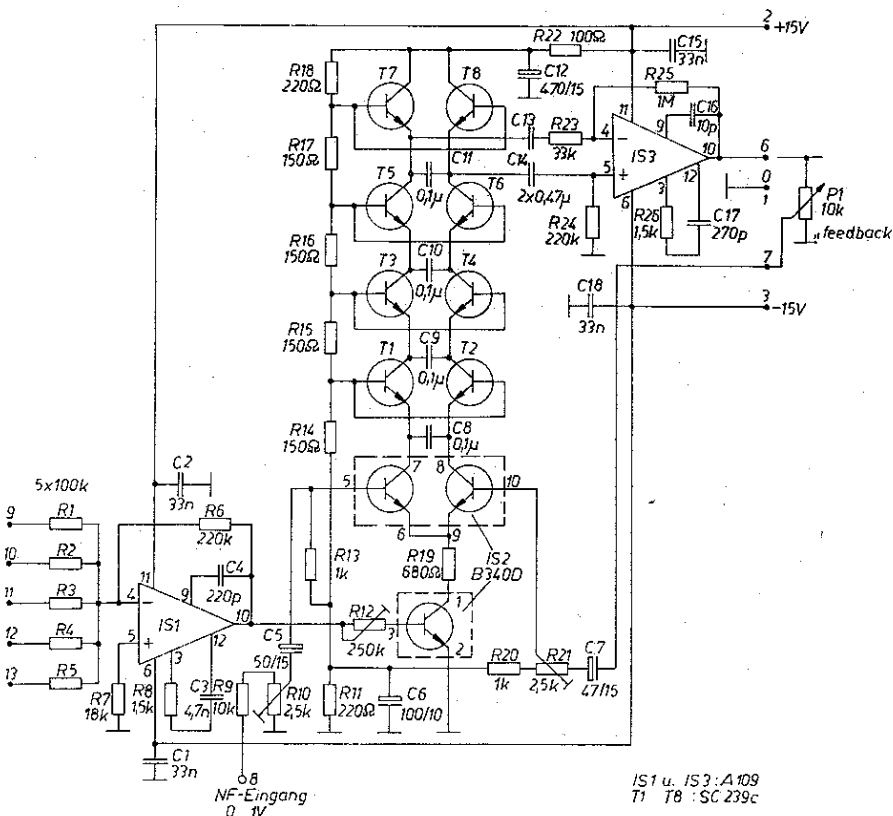 2
+15V
R22 100Ω
C15
33n
R18
220Ω
T7
T8
C12
470/15
R25
1M
C16
10p
11
9
4
10
6
C13
R23
33k
IS3
R17
150Ω
C11
C14
0,1µ
2x0,47µ
5
3
12
6
0
1
P1
10k
feedback
T5
T6
R24
220k
R26
1,5k
C17
270p
7
R16
150Ω
C10
0,1µ
T3
T4
C18
33n
3
-15V
R15
150Ω
C9
0,1µ
T1
T2
R14
150Ω
C8
0,1µ
C2
33n
5
7
8
10
6
9
IS2
B340D
5x100k
9
R1
10
R2
11
R3
12
R4
13
R5
R6
220k
C4
220p
11
9
4
5
6
3
12
10
IS1
R13
1k
R19
680Ω
1
3
2
R12
250k
C5
50/15
R7
18k
R8
1,5k
C3
4,7n
R9
10k
R10
2,5k
R11
220Ω
C6
100/10
R20
1k
R21
2,5k
C7
47/15
C1
33n
8
NF-Eingang
0 1V
IS1 u. IS3: A109
T1 T8 : SC 239c